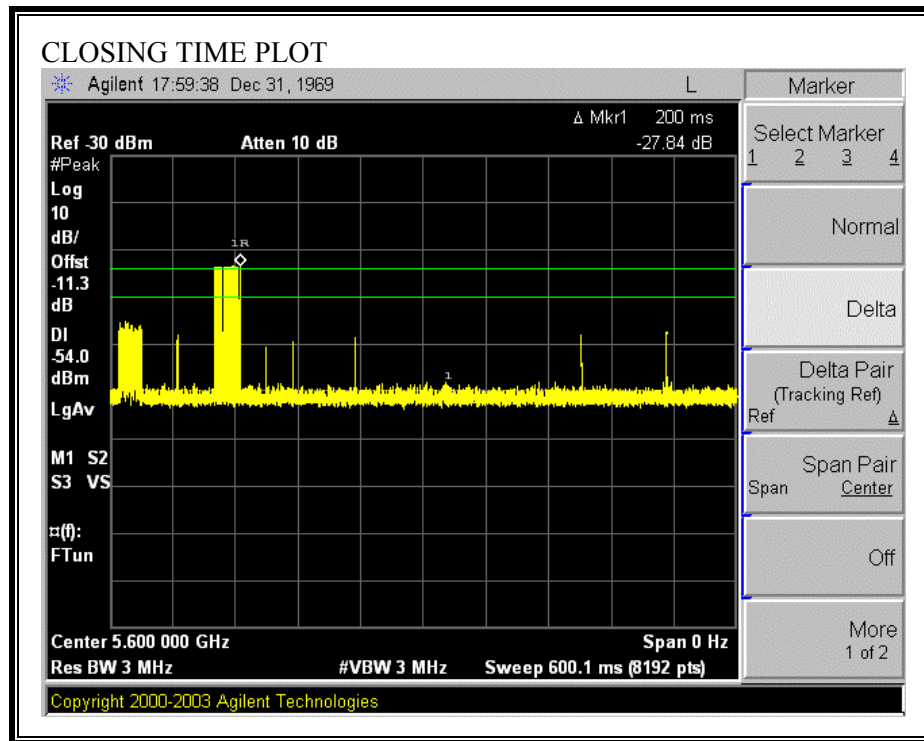 CLOSING TIME PLOT
Agilent 17:59:38 Dec 31, 1969 L
Δ Mkr1 200 ms
Ref -30 dBm Atten 10 dB -27.84 dB
#Peak
Log
10
dB/
Offst
-11.3
dB
DI
-54.0
dBm
LgAv
M1 S2
S3 VS
¤(f):
FTun
1R
1
Center 5.600 000 GHz Span 0 Hz
Res BW 3 MHz #VBW 3 MHz Sweep 600.1 ms (8192 pts)
Copyright 2000-2003 Agilent Technologies
Marker
Select Marker
1 2 3 4
Normal
Delta
Delta Pair
(Tracking Ref)
Ref Δ
Span Pair
Span Center
Off
More
1 of 2